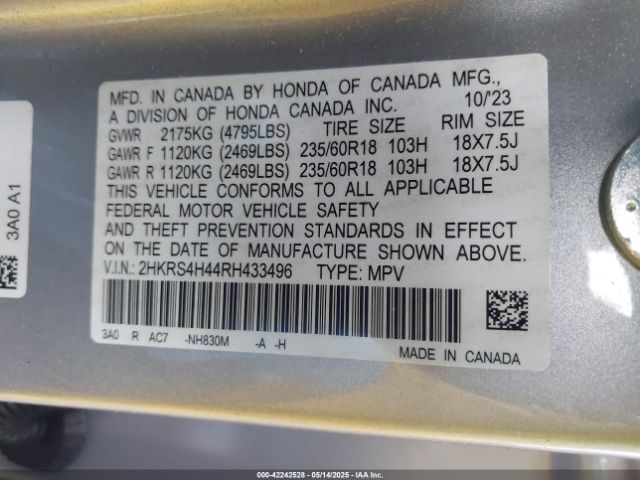 MFD. IN CANADA BY HONDA OF CANADA MFG.,
A DIVISION OF HONDA CANADA INC. 10/'23
GVWR 2175KG (4795LBS) TIRE SIZE RIM SIZE
GAWR F 1120KG (2469LBS) 235/60R18 103H 18X7.5J
GAWR R 1120KG (2469LBS) 235/60R18 103H 18X7.5J
THIS VEHICLE CONFORMS TO ALL APPLICABLE
FEDERAL MOTOR VEHICLE SAFETY
AND THEFT PREVENTION STANDARDS IN EFFECT
ON THE DATE OF MANUFACTURE SHOWN ABOVE.
V.I.N.: 2HKRS4H44RH433496 TYPE: MPV
3A0 R AC7 -NH830M -A -H
MADE IN CANADA
3A0 A1
000-42242528 - 05/14/2025 - IAAI, Inc.